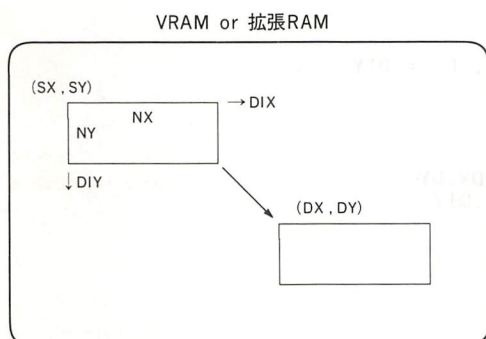 VRAM or 拡張RAM
(SX, SY)
→DIX
NX
NY
↓DIY
(DX, DY)